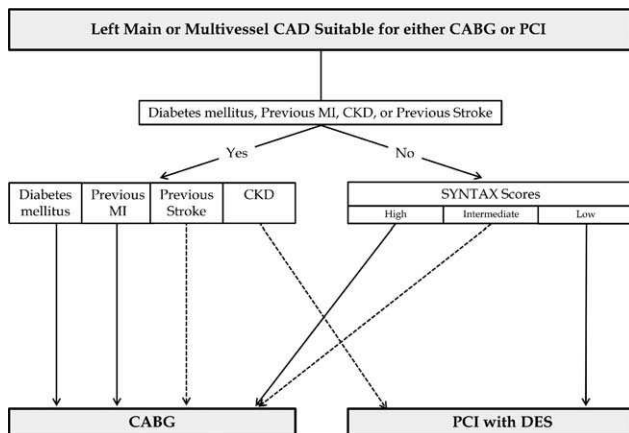 Left Main or Multivessel CAD Suitable for either CABG or PCI
Diabetes mellitus, Previous MI, CKD, or Previous Stroke
Yes
No
Diabetes
mellitus
Previous
MI
Previous
Stroke
CKD
SYNTAX Scores
High
Intermediate
Low
CABG
PCI with DES